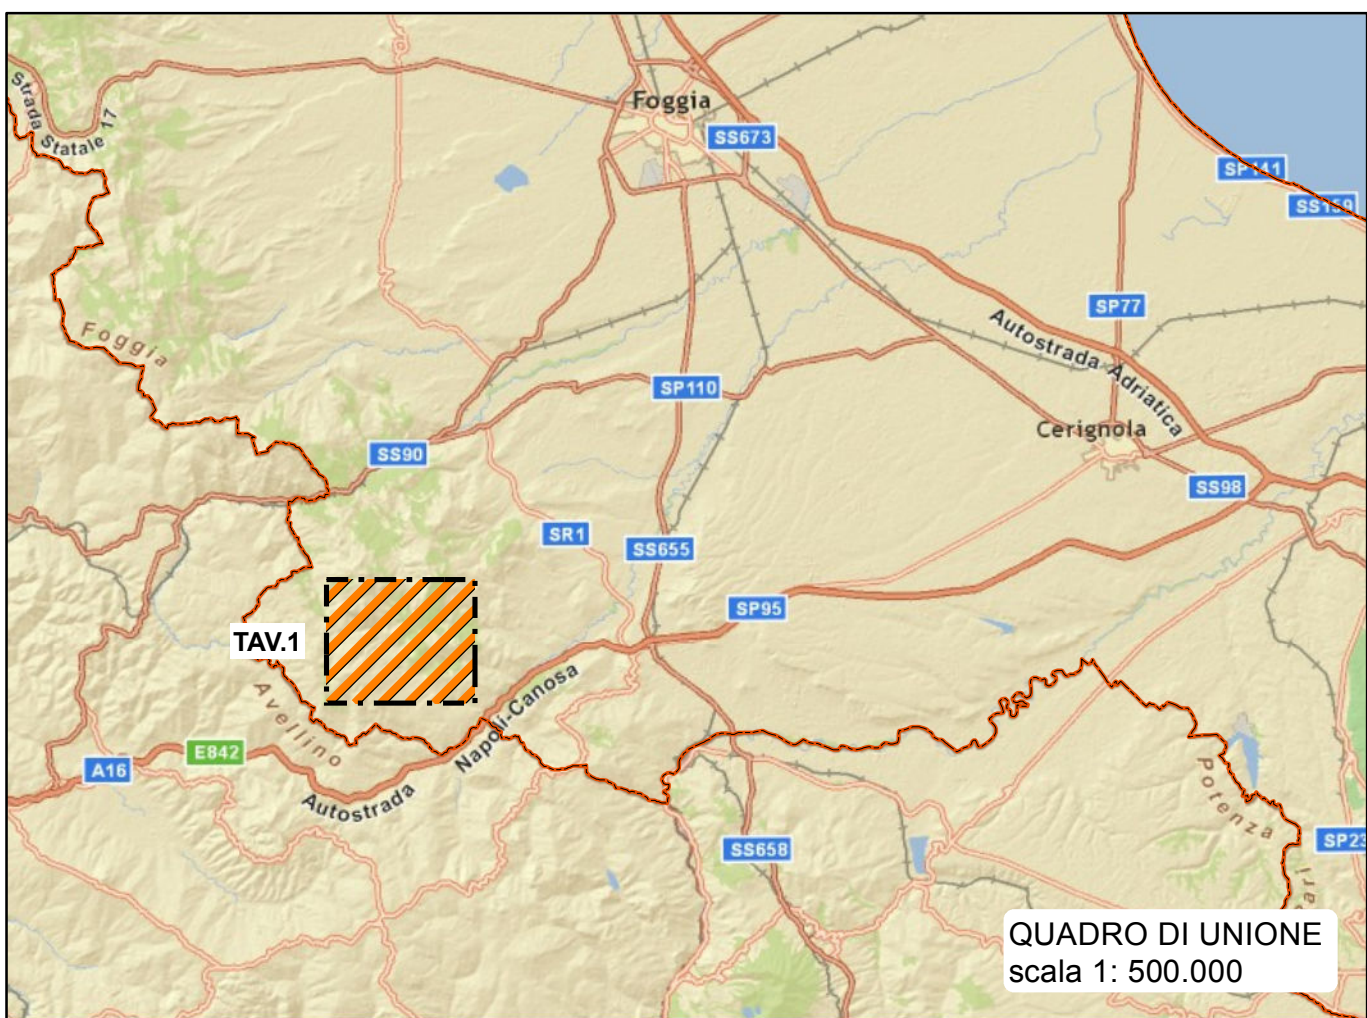 Strada Statale 17
Foggia
SS673
SP141
SS159
Foggia
SP77
Autostrada Adriatica
SP110
Cerignola
SS90
SS98
SR1
SS655
SP95
TAV.1
Avellino
Napoli-Canosa
E842
A16
Autostrada
Potenza
SS658
SP23
QUADRO DI UNIONE
scala 1: 500.000